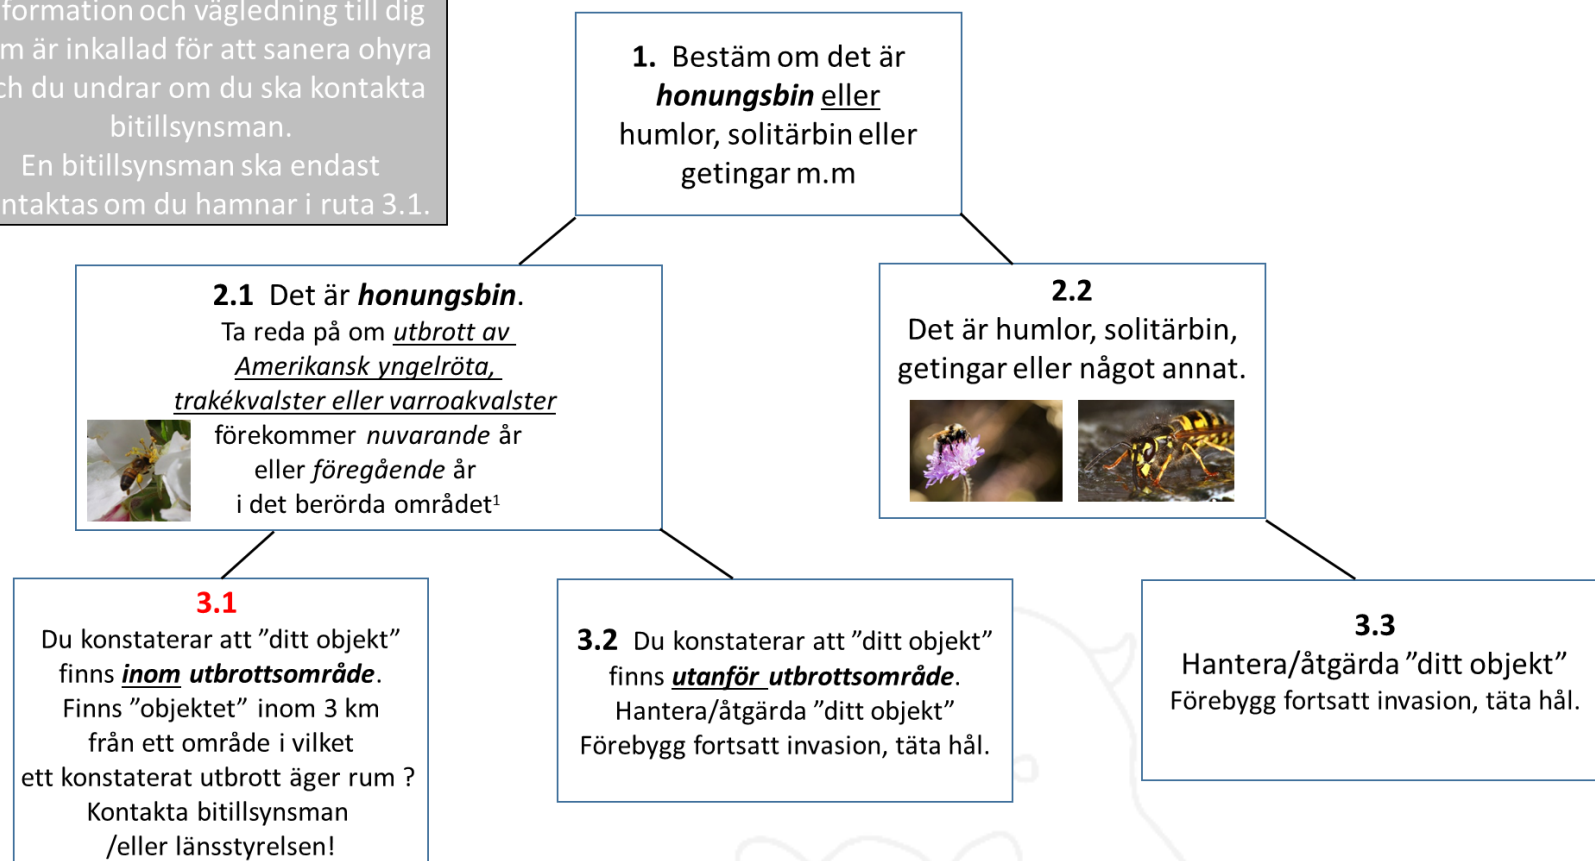 formation och vägledning till dig
m är inkallad för att sanera ohyra
ch du undrar om du ska kontakta
bitillsynsman.
En bitillsynsman ska endast
ntaktas om du hamnar i ruta 3.1.
1. Bestäm om det är
honungsbin eller
humlor, solitärbin eller
getingar m.m
2.1 Det är honungsbin.
Ta reda på om utbrott av
Amerikansk yngelröta,
trakékvalster eller varroakvalster
förekommer nuvarande år
eller föregående år
i det berörda området¹
2.2
Det är humlor, solitärbin,
getingar eller något annat.
3.1
Du konstaterar att ”ditt objekt”
finns inom utbrottsområde.
Finns ”objektet” inom 3 km
från ett område i vilket
ett konstaterat utbrott äger rum ?
Kontakta bitillsynsman
/eller länsstyrelsen!
3.2 Du konstaterar att ”ditt objekt”
finns utanför utbrottsområde.
Hantera/åtgärda ”ditt objekt”
Förebygg fortsatt invasion, täta hål.
3.3
Hantera/åtgärda ”ditt objekt”
Förebygg fortsatt invasion, täta hål.